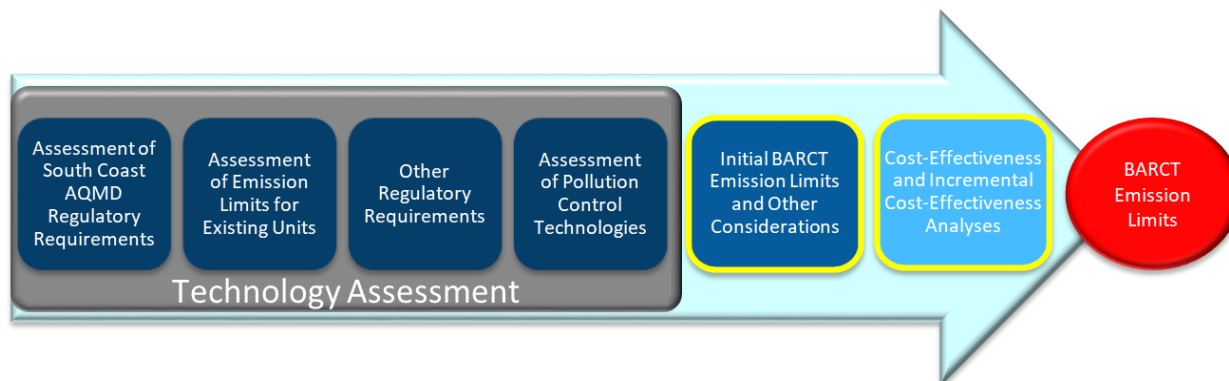 Assessment of
South Coast
AQMD
Regulatory
Requirements
Assessment
of Emission
Limits for
Existing Units
Other
Regulatory
Requirements
Assessment
of Pollution
Control
Technologies
Technology Assessment
Initial BARCT
Emission Limits
and Other
Considerations
Cost-Effectiveness
and Incremental
Cost-Effectiveness
Analyses
BARCT
Emission
Limits